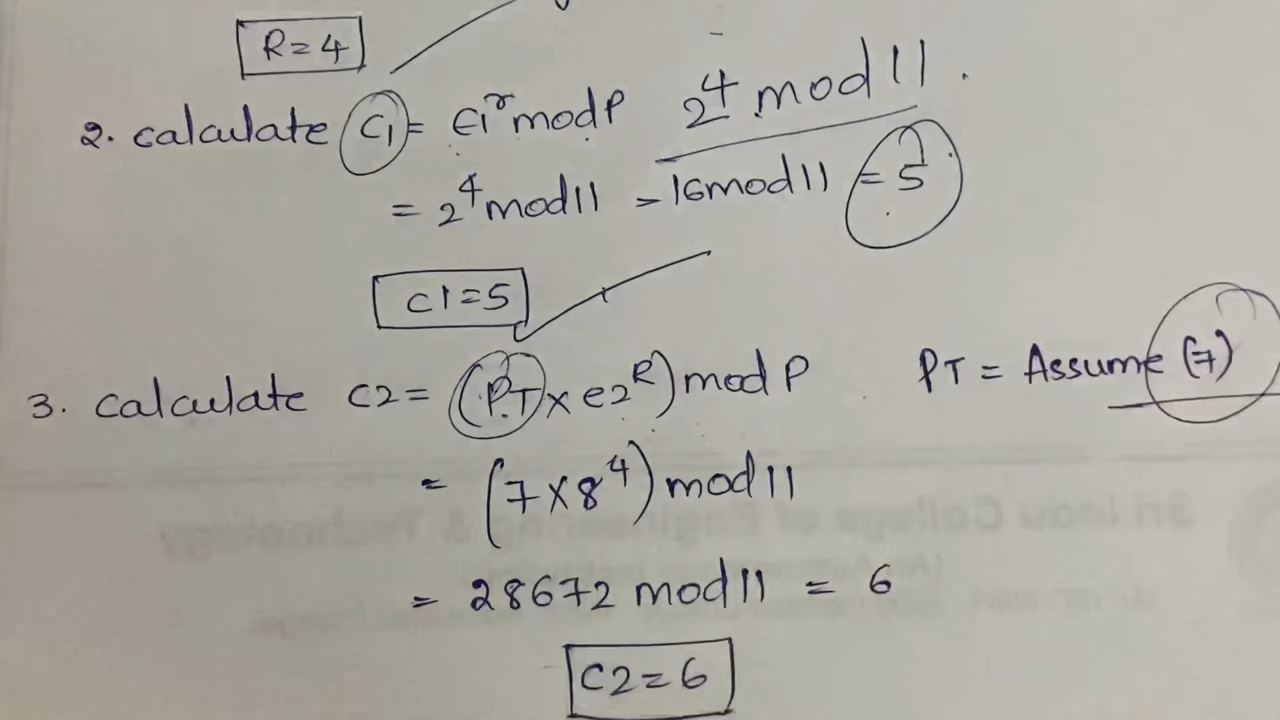 R=4
2. calculate C1 = e1^r mod P 2^4 mod 11.
= 2^4 mod 11 = 16 mod 11 = 5
C1=5
3. calculate C2 = (PT × e2^R) mod P PT = Assume (7)
= (7×8^4) mod 11
= 28672 mod 11 = 6
C2=6